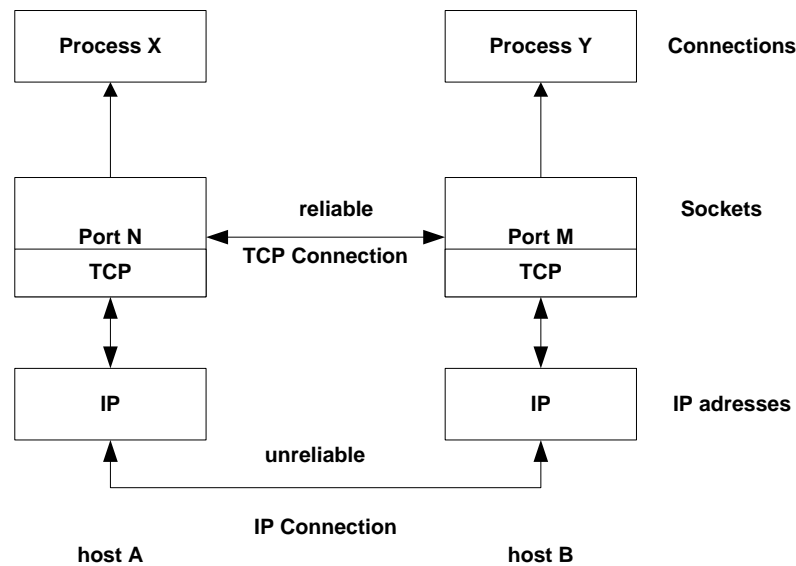 Process X
Process Y
Connections
reliable
Sockets
Port N
Port M
TCP Connection
TCP
TCP
IP
IP
IP adresses
unreliable
IP Connection
host A
host B